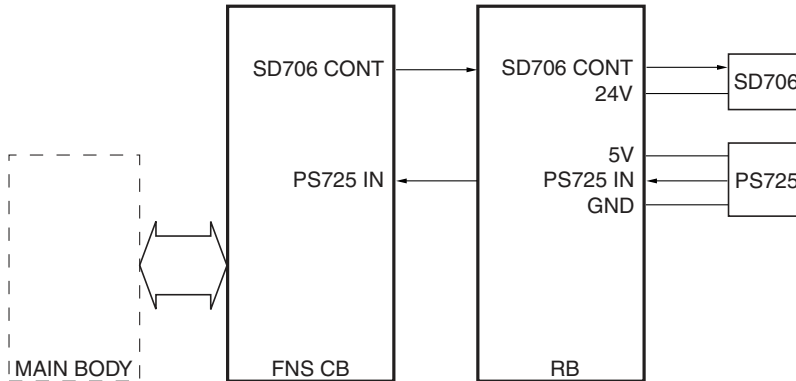 SD706 CONT
SD706 CONT
24V
SD706
PS725 IN
5V
PS725 IN
GND
PS725
MAIN BODY
FNS CB
RB